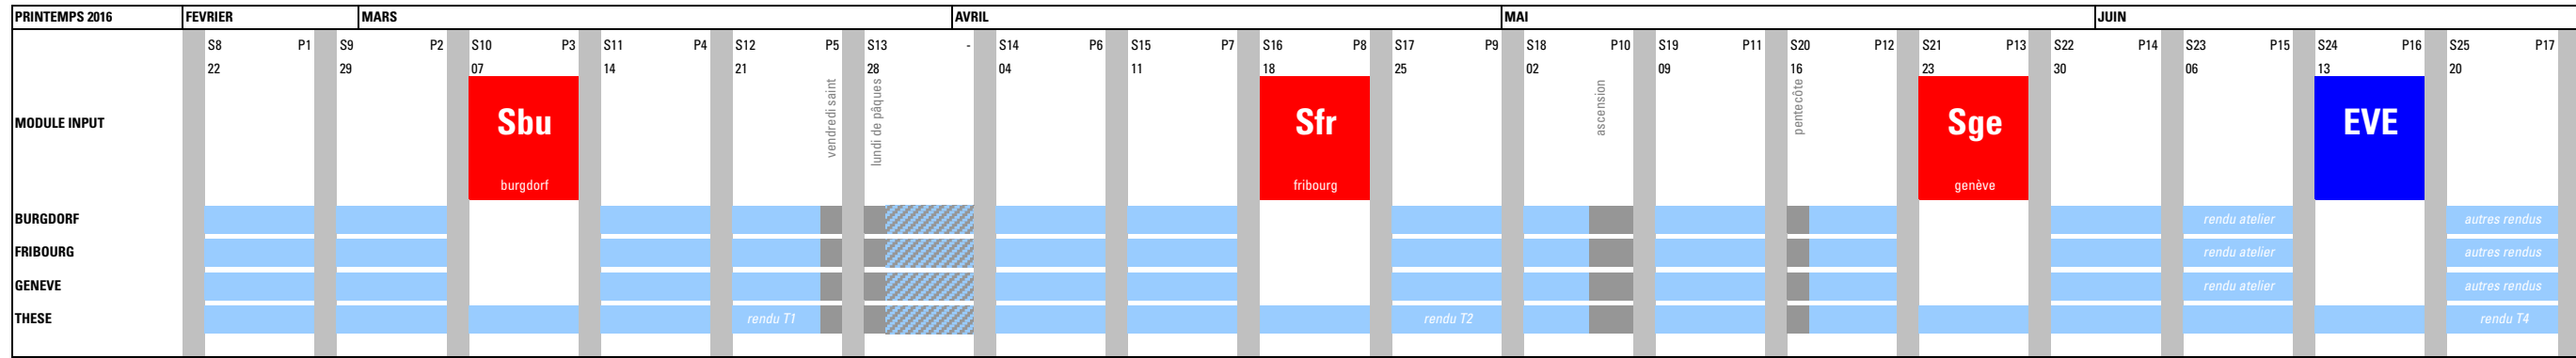 PRINTEMPS 2016 FEVRIER MARS AVRIL MAI JUIN
S8 P1 S9 P2 S10 P3 S11 P4 S12 P5 S13 - S14 P6 S15 P7 S16 P8 S17 P9 S18 P10 S19 P11 S20 P12 S21 P13 S22 P14 S23 P15 S24 P16 S25 P17
22 29 07 14 21 28 04 11 18 25 02 09 16 23 30 06 13 20
vendredi saint
lundi de pâques
ascension
pentecôte
MODULE INPUT Sbu Sfr Sge EVE
burgdorf fribourg genève
BURGDORF rendu atelier autres rendus
FRIBOURG rendu atelier autres rendus
GENEVE rendu atelier autres rendus
THESE rendu T1 rendu T2 rendu T4